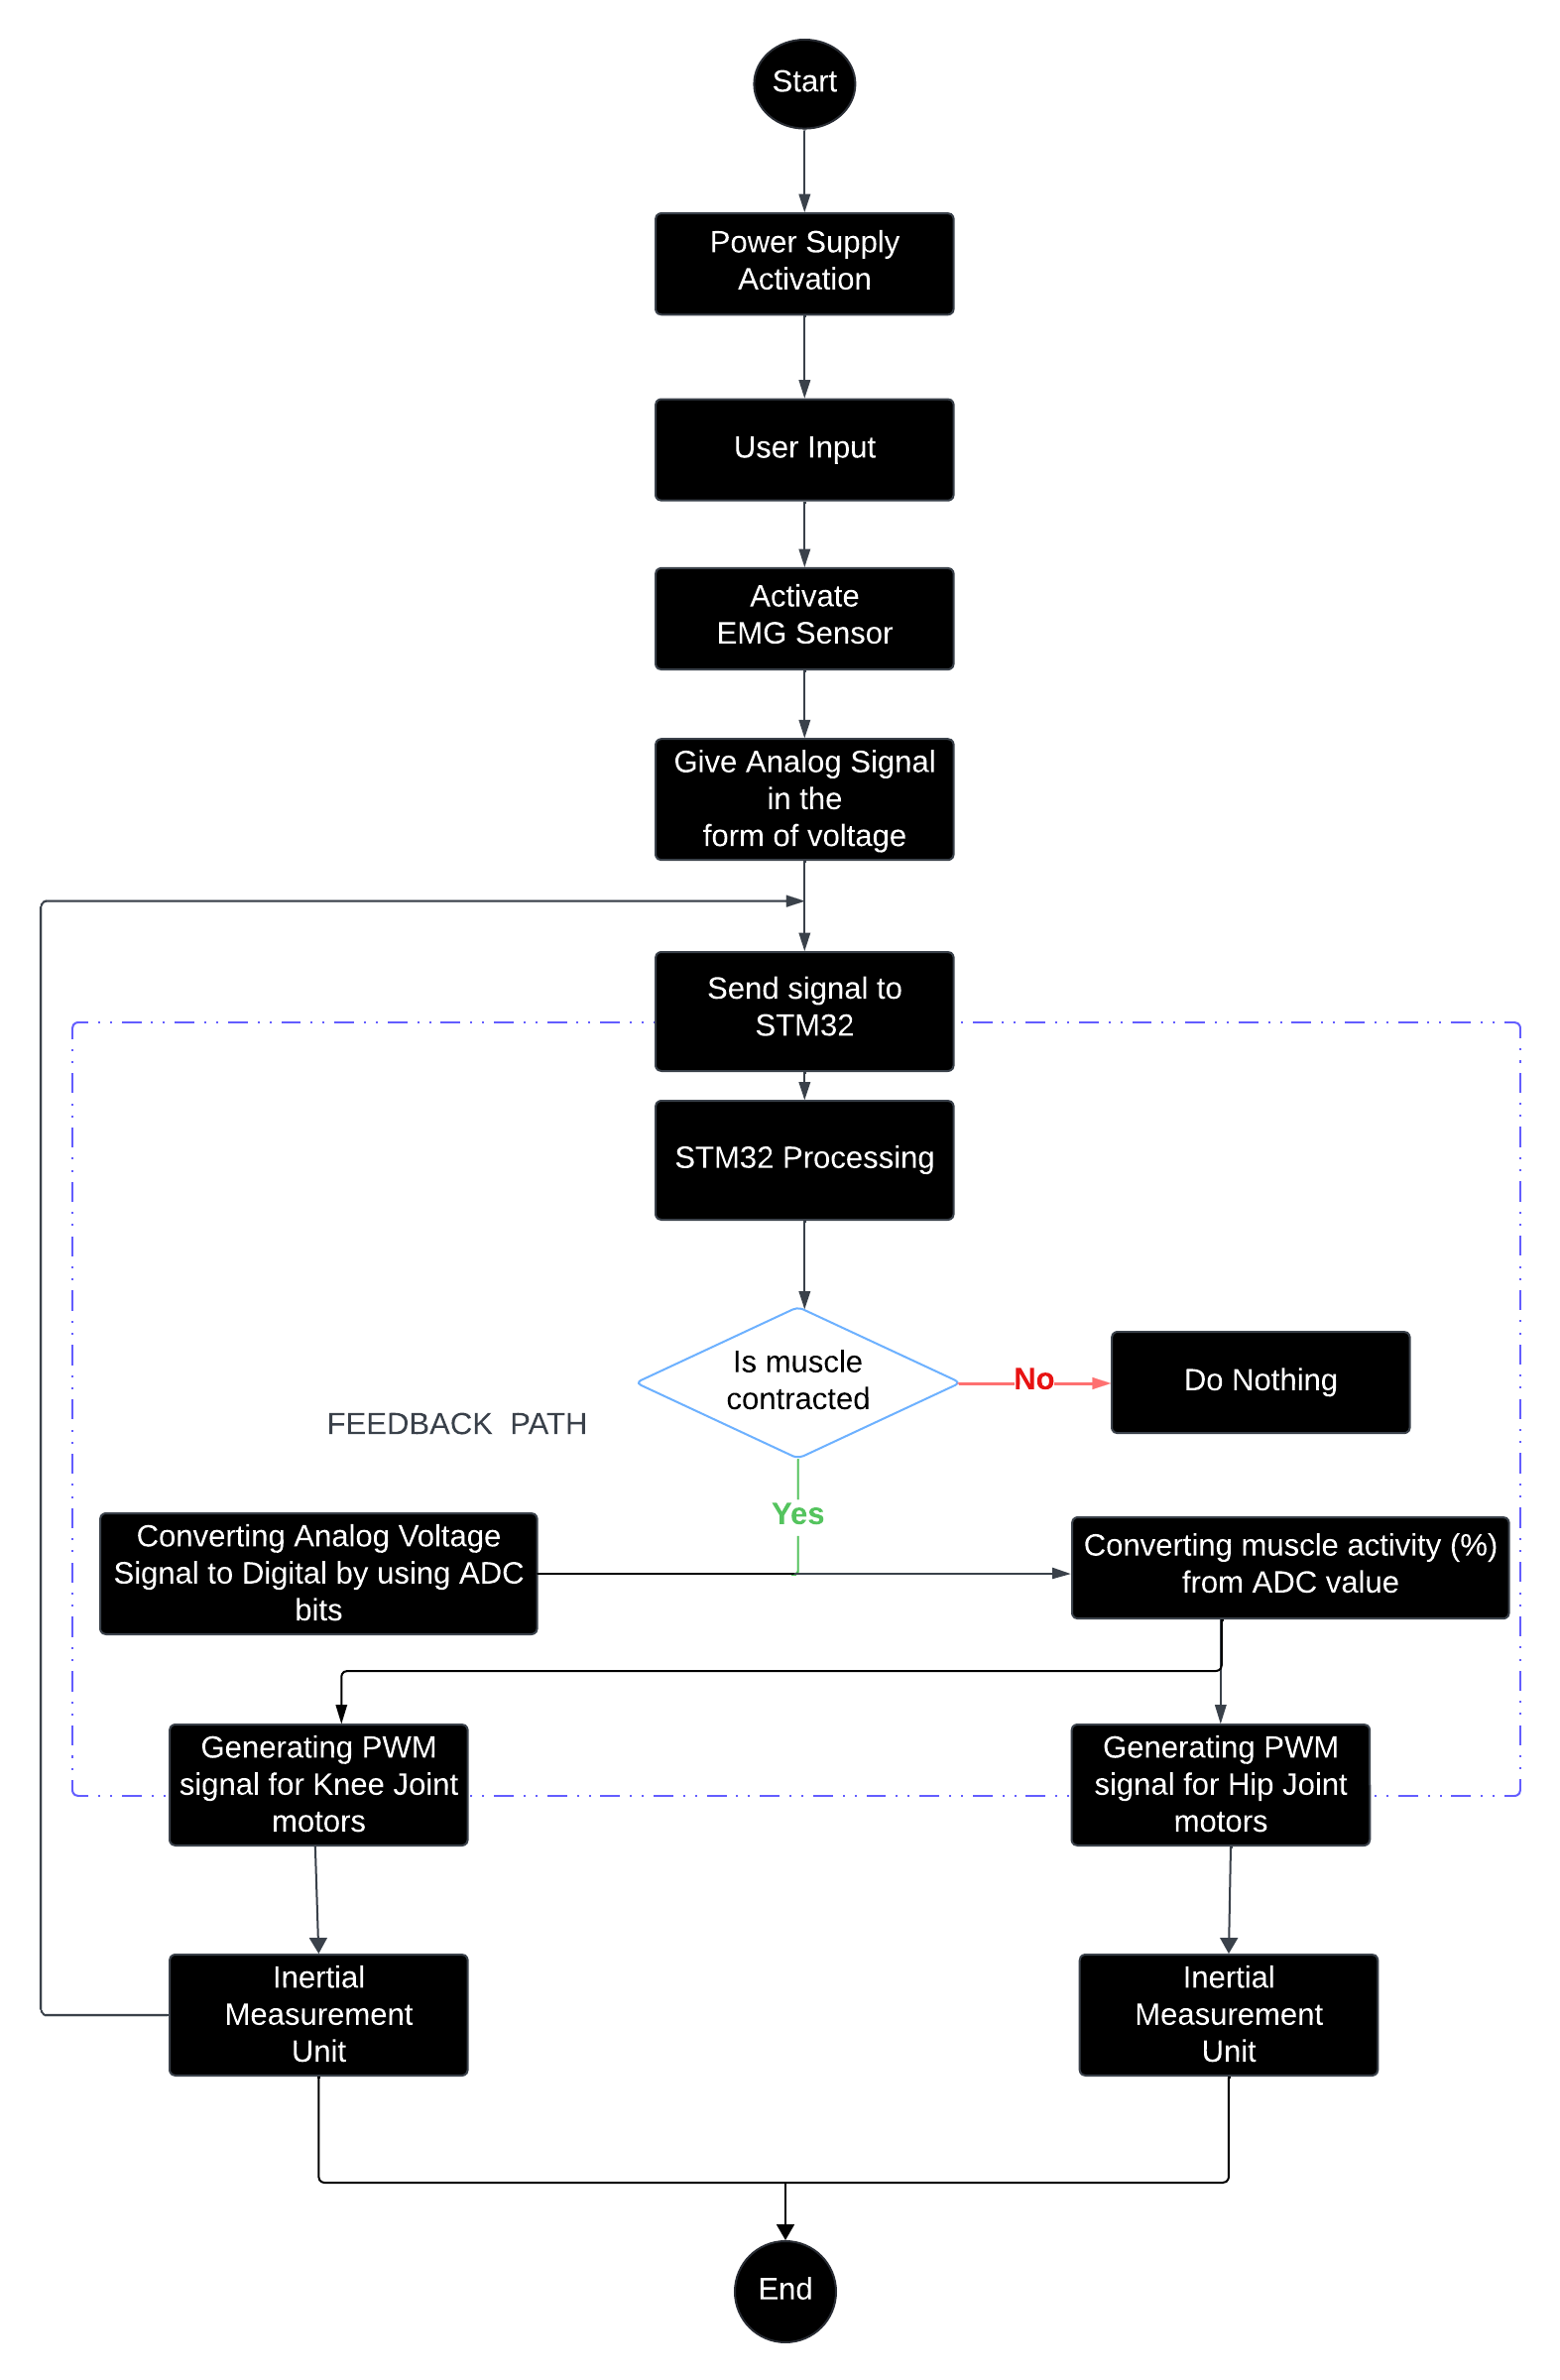 Start
Power Supply
Activation
User Input
Activate
EMG Sensor
Give Analog Signal
in the
form of voltage
Send signal to
STM32
STM32 Processing
Is muscle
contracted
No
Do Nothing
FEEDBACK  PATH
Yes
Converting Analog Voltage
Signal to Digital by using ADC
bits
Converting muscle activity (%)
from ADC value
Generating PWM
signal for Knee Joint
motors
Generating PWM
signal for Hip Joint
motors
Inertial
Measurement
Unit
Inertial
Measurement
Unit
End